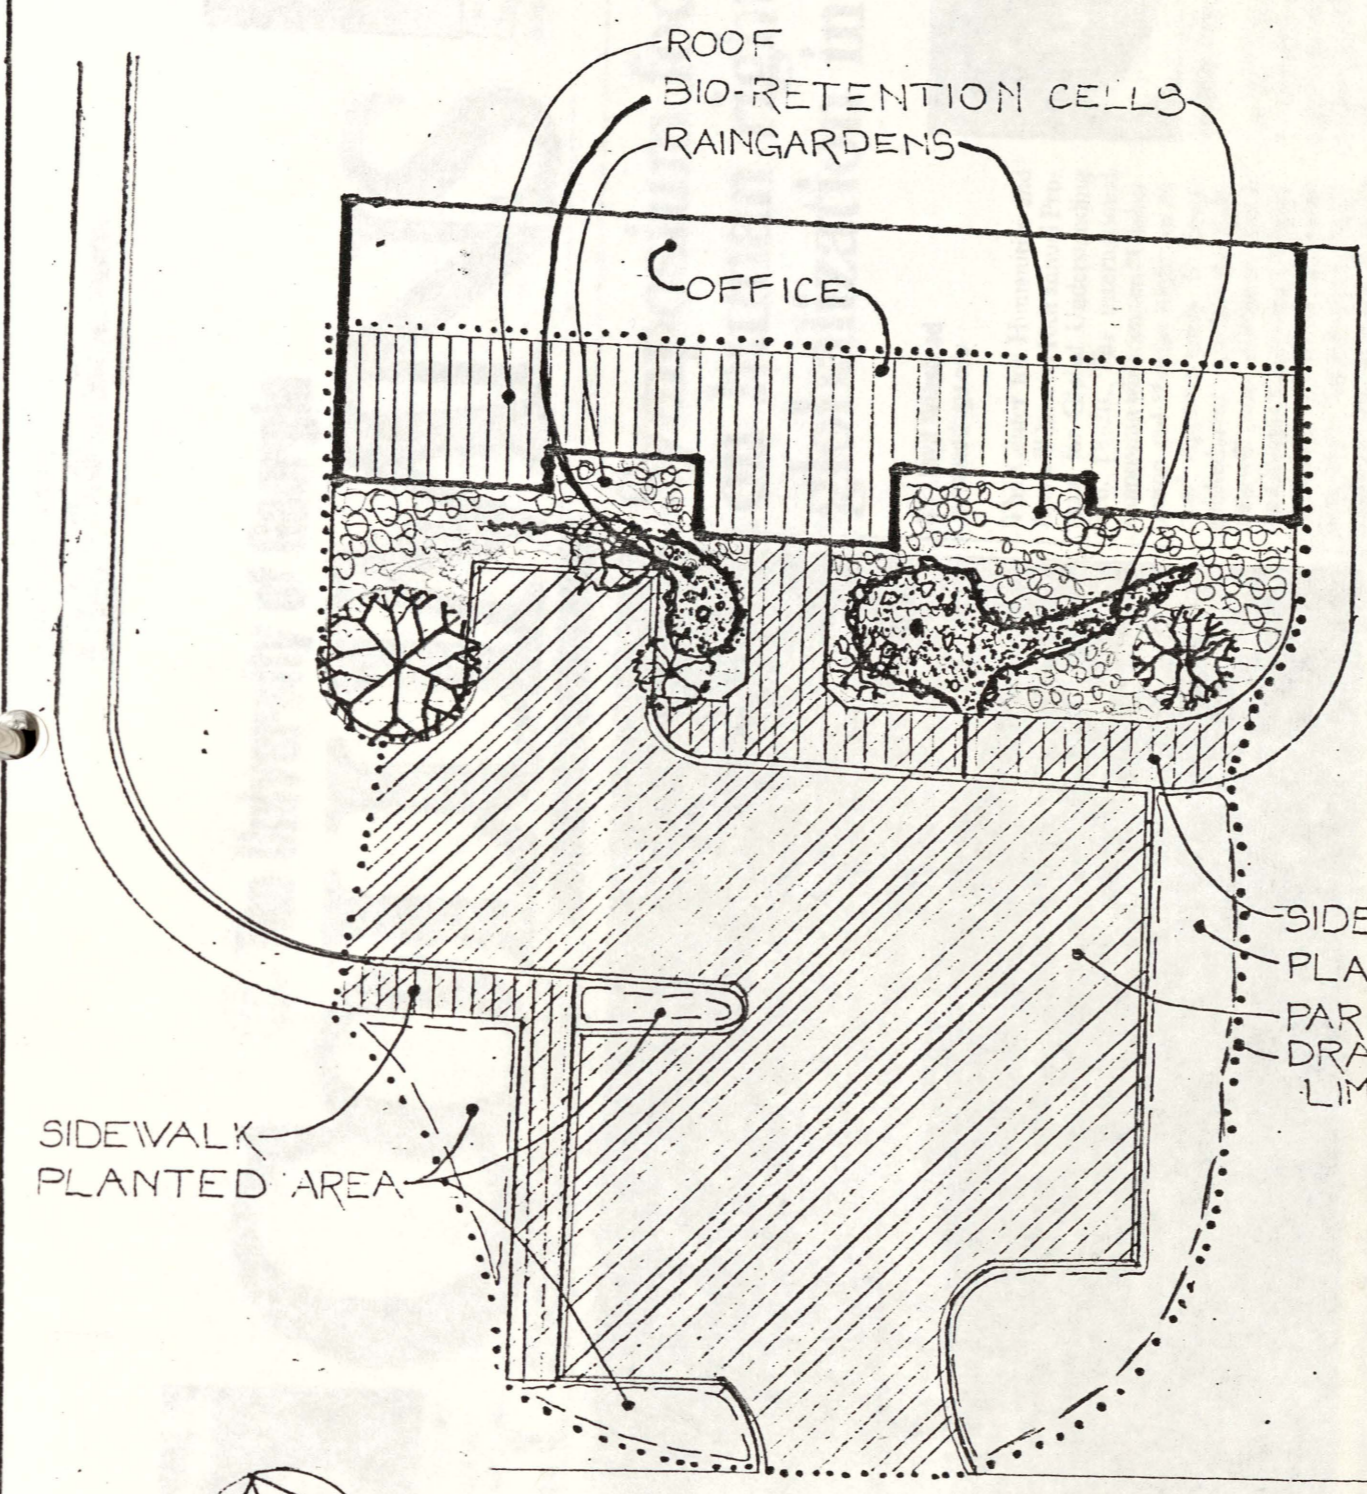 ROOF
BIO-RETENTION CELLS
RAINGARDENS
OFFICE
SIDE
PLA
PAR
DRA
LIM
SIDEWALK
PLANTED AREA